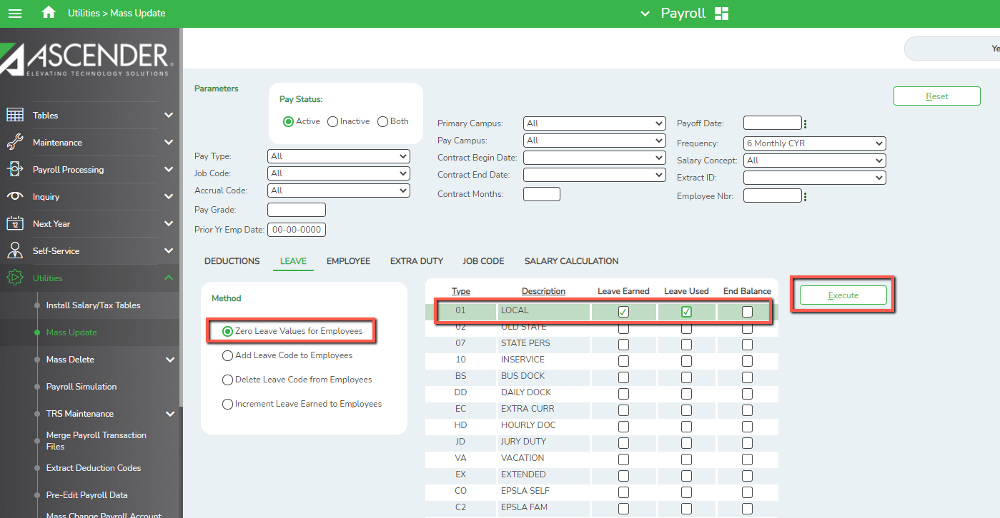 Utilities > Mass Update
Payroll
ASCENDER
ELEVATING TECHNOLOGY SOLUTIONS
Tables
Maintenance
Payroll Processing
Inquiry
12
Next Year
Self-Service
Utilities
Install Salary/Tax Tables
Mass Update
Mass Delete
Payroll Simulation
TRS Maintenance
Merge Payroll Transaction
Files
Extract Deduction Codes
Pre-Edit Payroll Data
Mass Change Payroll Account
Ye
Parameters
Reset
Pay Status:
Active Inactive Both
Pay Type: All
Job Code: All
Accrual Code: All
Pay Grade:
Prior Yr Emp Date: 00-00-0000
Primary Campus: All
Pay Campus: All
Contract Begin Date:
Contract End Date:
Contract Months:
Payoff Date:
Frequency: 6 Monthly CYR
Salary Concept: All
Extract ID:
Employee Nbr:
DEDUCTIONS LEAVE EMPLOYEE EXTRA DUTY JOB CODE SALARY CALCULATION
Method
Zero Leave Values for Employees
Add Leave Code to Employees
Delete Leave Code from Employees
Increment Leave Earned to Employees
Type Description Leave Earned Leave Used End Balance
01 LOCAL
02 OLD STATE
07 STATE PERS
10 INSERVICE
BS BUS DOCK
DD DAILY DOCK
EC EXTRA CURR
HD HOURLY DOC
JD JURY DUTY
VA VACATION
EX EXTENDED
CO EPSLA SELF
C2 EPSLA FAM
Execute